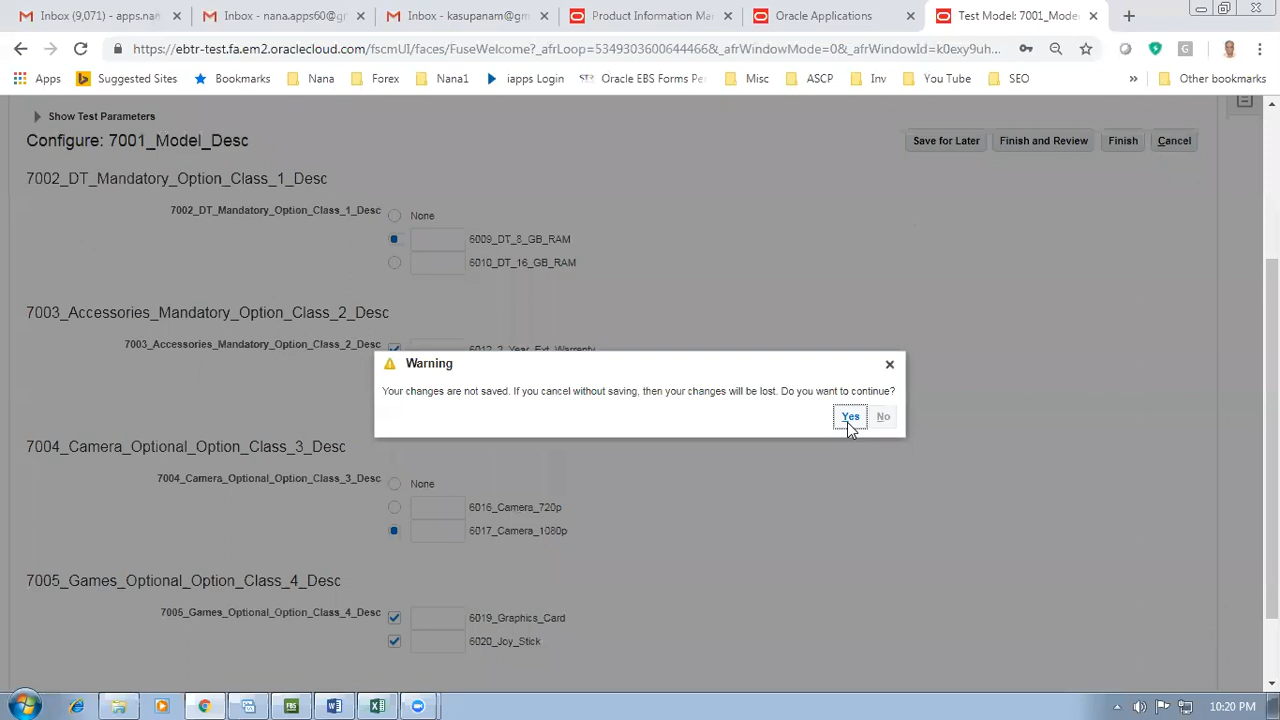 Inbox (9,071) - apps.na
Inbox - nana.apps60@g
Inbox - kasupanam@gm
Product Information M
Oracle Applications
Test Model: 7001_Mode
https://ebtr-test.fa.em2.oraclecloud.com/fscmUI/faces/FuseWelcome?_afrLoop=53493036006444466&_afrWindowMode=0&_afrWindowId=k0exy9uh...
Apps
Suggested Sites
Bookmarks
Nana
Forex
Nana1
iapps Login
Oracle EBS Forms Per
Misc
ASCP
Inv
You Tube
SEO
Other bookmarks
Show Test Parameters
Configure: 7001_Model_Desc
Save for Later
Finish and Review
Finish
Cancel
7002_DT_Mandatory_Option_Class_1_Desc
7002_DT_Mandatory_Option_Class_1_Desc
None
6009_DT_8_GB_RAM
6010_DT_16_GB_RAM
7003_Accessories_Mandatory_Option_Class_2_Desc
7003_Accessories_Mandatory_Option_Class_2_Desc
Warning
Your changes are not saved. If you cancel without saving, then your changes will be lost. Do you want to continue?
Yes
No
7004_Camera_Optional_Option_Class_3_Desc
7004_Camera_Optional_Option_Class_3_Desc
None
6016_Camera_720p
6017_Camera_1080p
7005_Games_Optional_Option_Class_4_Desc
7005_Games_Optional_Option_Class_4_Desc
6019_Graphics_Card
6020_Joy_Stick
10:20 PM